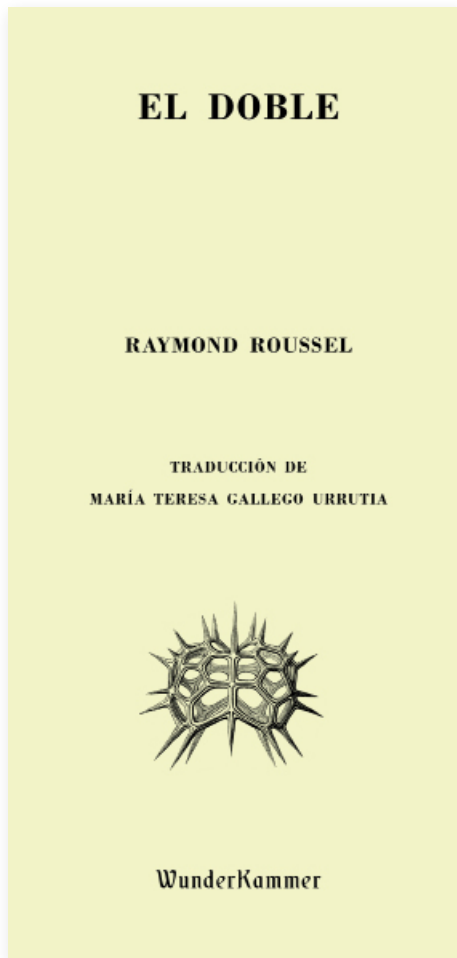 EL DOBLE
RAYMOND ROUSSEL
TRADUCCIÓN DE
MARÍA TERESA GALLEGO URRUTIA
WunderKammer